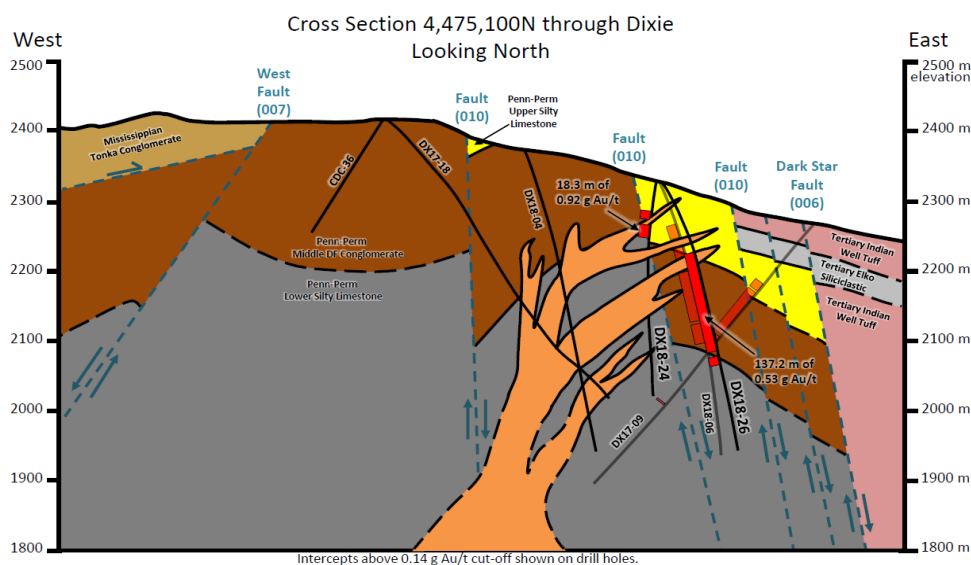 Cross Section 4,475,100N through Dixie
Looking North
West
East
2500
2500 m
elevation
West
Fault
(007)
Fault
(010)
Penn-Perm
Upper Silty
Limestone
Fault
(010)
Fault
(010)
Dark Star
Fault
(006)
2400
2400 m
Mississippian
Tonka Conglomerate
CDC-36
DX17-18
DX18-04
18.3 m of
0.92 g Au/t
2300
2300 m
Penn-Perm
Middle DF Conglomerate
Penn-Perm
Lower Silty Limestone
Tertiary Indian
Well Tuff
Tertiary Elko
Siliciclastic
Tertiary Indian
Well Tuff
2200
2200 m
2100
2100 m
137.2 m of
0.53 g Au/t
DX18-24
DX17-09
DX18-06
DX18-26
2000
2000 m
1900
1900 m
1800
1800 m
Intercepts above 0.14 g Au/t cut-off shown on drill holes.